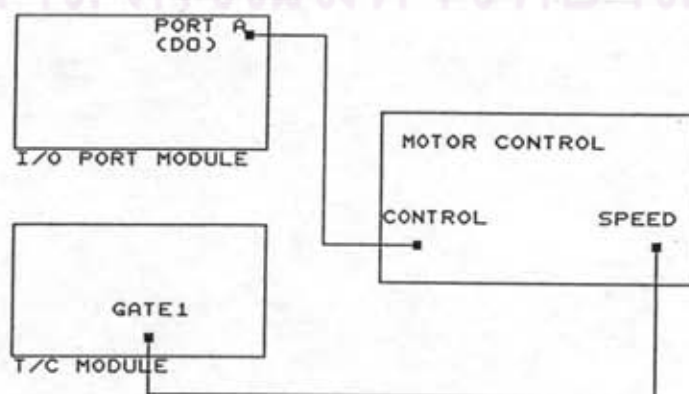 PORT A
(D0)
I/O PORT MODULE
MOTOR CONTROL
CONTROL
SPEED
GATE1
T/C MODULE